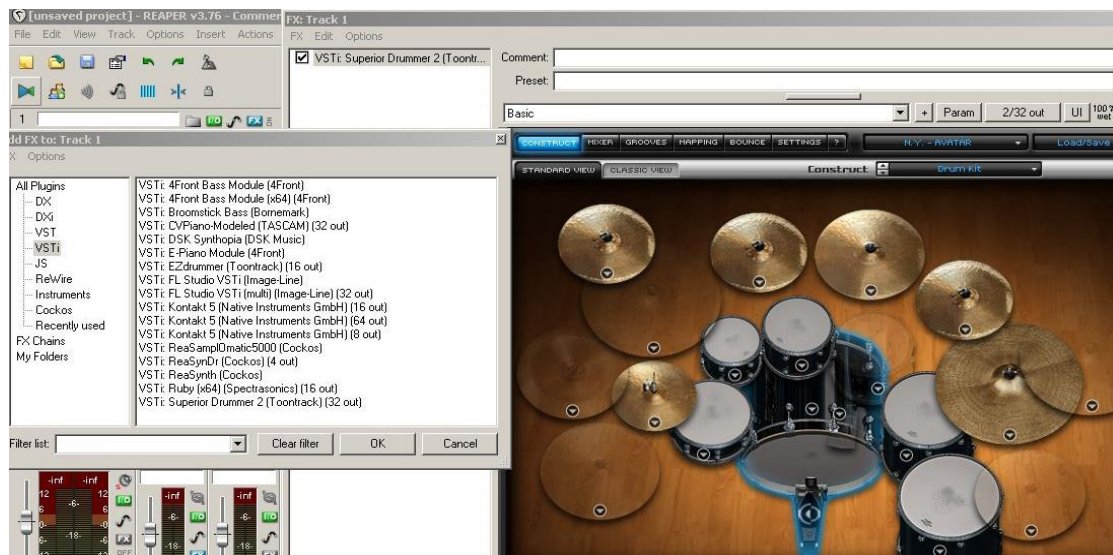 [unsaved project] - REAPER v3.76 - Commer
File Edit View Track Options Insert Actions
1
FX: Track 1
FX Edit Options
VSTi: Superior Drummer 2 (Toontr...
Comment:
Preset:
Basic
+ Param 2/32 out UI 100% wet
CONSTRUCT MIXER GROOVES MAPPING BOUNCE SETTINGS ? N.Y. - AVATAR Load/Save
STANDARD VIEW CLASSIC VIEW Construct Drum Kit
dd FX to: Track 1
X Options
All Plugins
DX
DXi
VST
VSTi
JS
ReWire
Instruments
Cockos
Recently used
FX Chains
My Folders
VSTi: 4Front Bass Module (4Front)
VSTi: 4Front Bass Module (x64) (4Front)
VSTi: Broomstick Bass (Bornemark)
VSTi: CVPiano-Modeled (TASCAM) (32 out)
VSTi: DSK Synthopia (DSK Music)
VSTi: E-Piano Module (4Front)
VSTi: EZdrummer (Toontrack) (16 out)
VSTi: FL Studio VSTi (Image-Line)
VSTi: FL Studio VSTi (multi) (Image-Line) (32 out)
VSTi: Kontakt 5 (Native Instruments GmbH) (16 out)
VSTi: Kontakt 5 (Native Instruments GmbH) (64 out)
VSTi: Kontakt 5 (Native Instruments GmbH) (8 out)
VSTi: ReaSamplOmatic5000 (Cockos)
VSTi: ReaSynDr (Cockos) (4 out)
VSTi: ReaSynth (Cockos)
VSTi: Ruby (x64) (Spectrasonics) (16 out)
VSTi: Superior Drummer 2 (Toontrack) (32 out)
Filter list: Clear filter OK Cancel
-inf -inf -inf -inf
12 12
6 -6- 6 -6- -6-
0- -0
6 -18- -6 -18- -18-